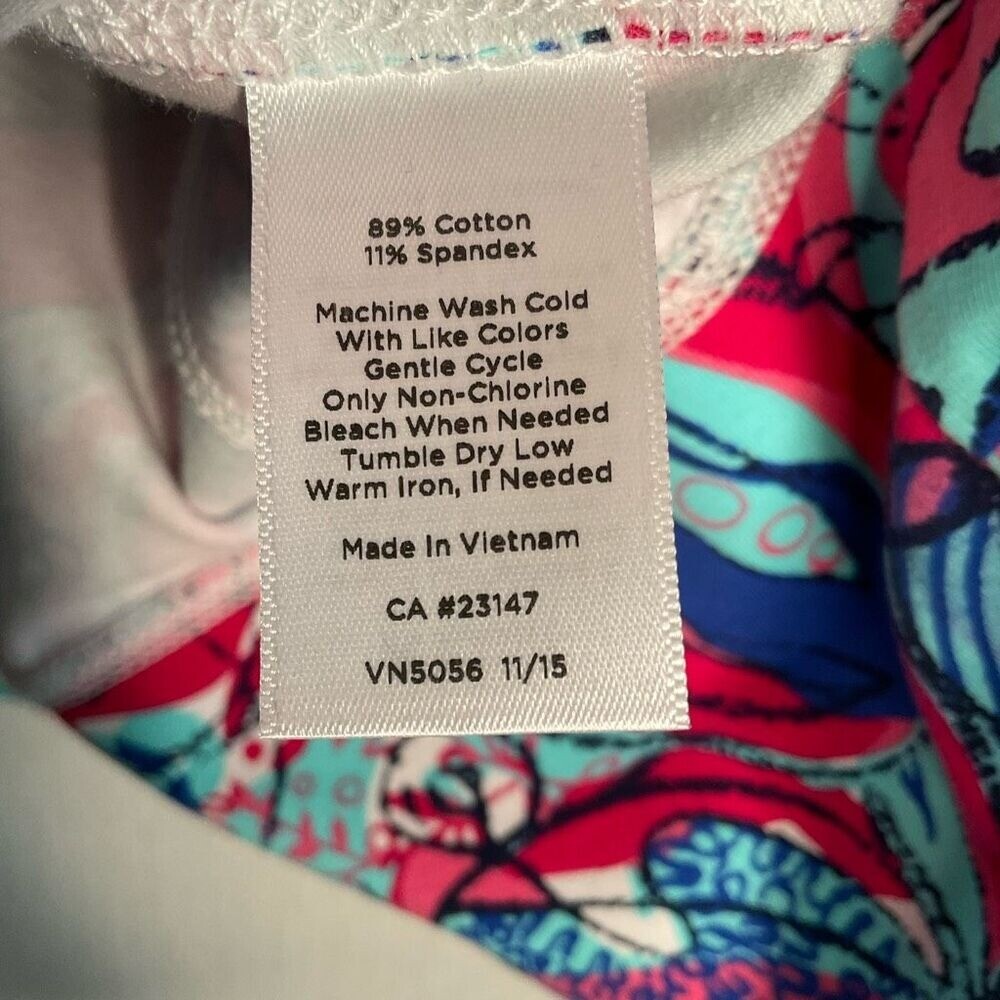 89% Cotton
11% Spandex
Machine Wash Cold
With Like Colors
Gentle Cycle
Only Non-Chlorine
Bleach When Needed
Tumble Dry Low
Warm Iron, If Needed
Made In Vietnam
CA #23147
VN5056 11/15